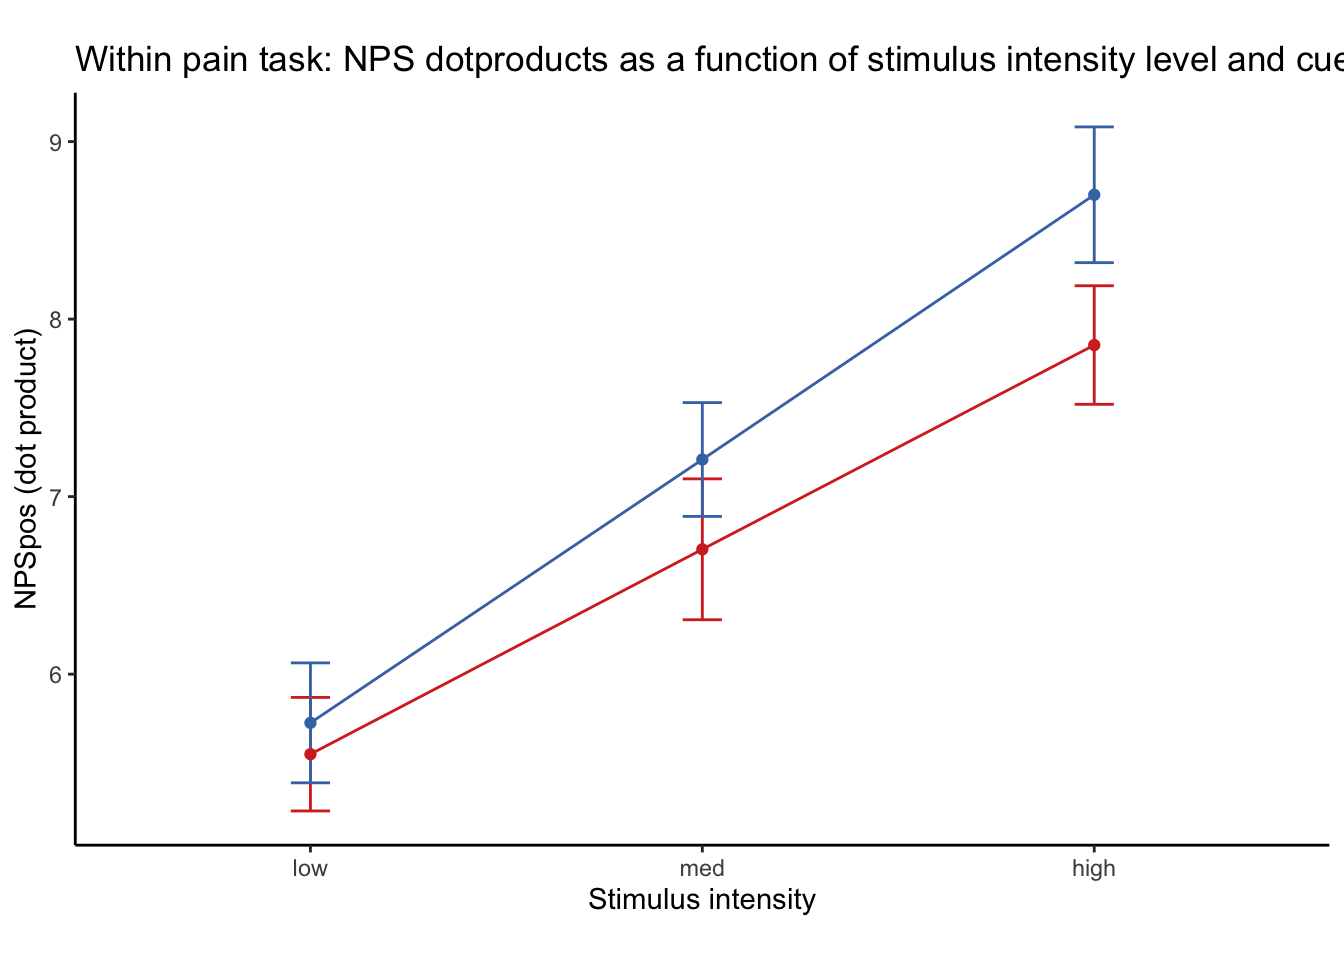 Within pain task: NPS dotproducts as a function of stimulus intensity level and cue
9
8
7
6
NPSpos (dot product)
low med high
Stimulus intensity